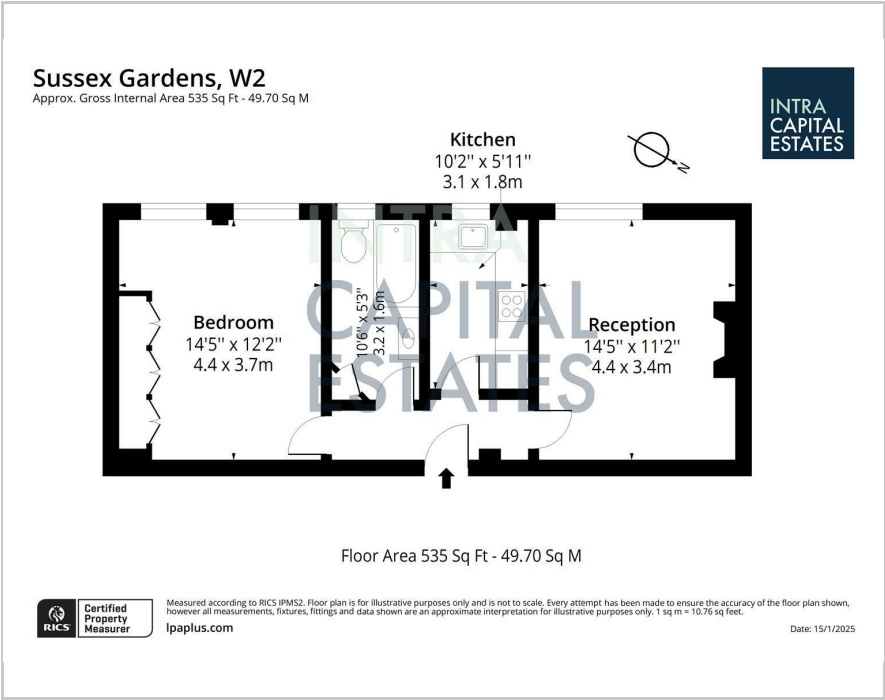 Sussex Gardens, W2
Approx. Gross Internal Area 535 Sq Ft - 49.70 Sq M
INTRA
CAPITAL
ESTATES
Kitchen
10'2" x 5'11"
3.1 x 1.8m
N
INTRA
CAPITAL
ESTATES
Bedroom
14'5" x 12'2"
4.4 x 3.7m
10'6" x 5'3"
3.2 x 1.6m
Reception
14'5" x 11'2"
4.4 x 3.4m
Floor Area 535 Sq Ft - 49.70 Sq M
RICS
Certified
Property
Measurer
Measured according to RICS IPMS2. Floor plan is for illustrative purposes only and is not to scale. Every attempt has been made to ensure the accuracy of the floor plan shown,
however all measurements, fixtures, fittings and data shown are an approximate interpretation for illustrative purposes only. 1 sq m = 10.76 sq feet.
lpaplus.com
Date: 15/1/2025